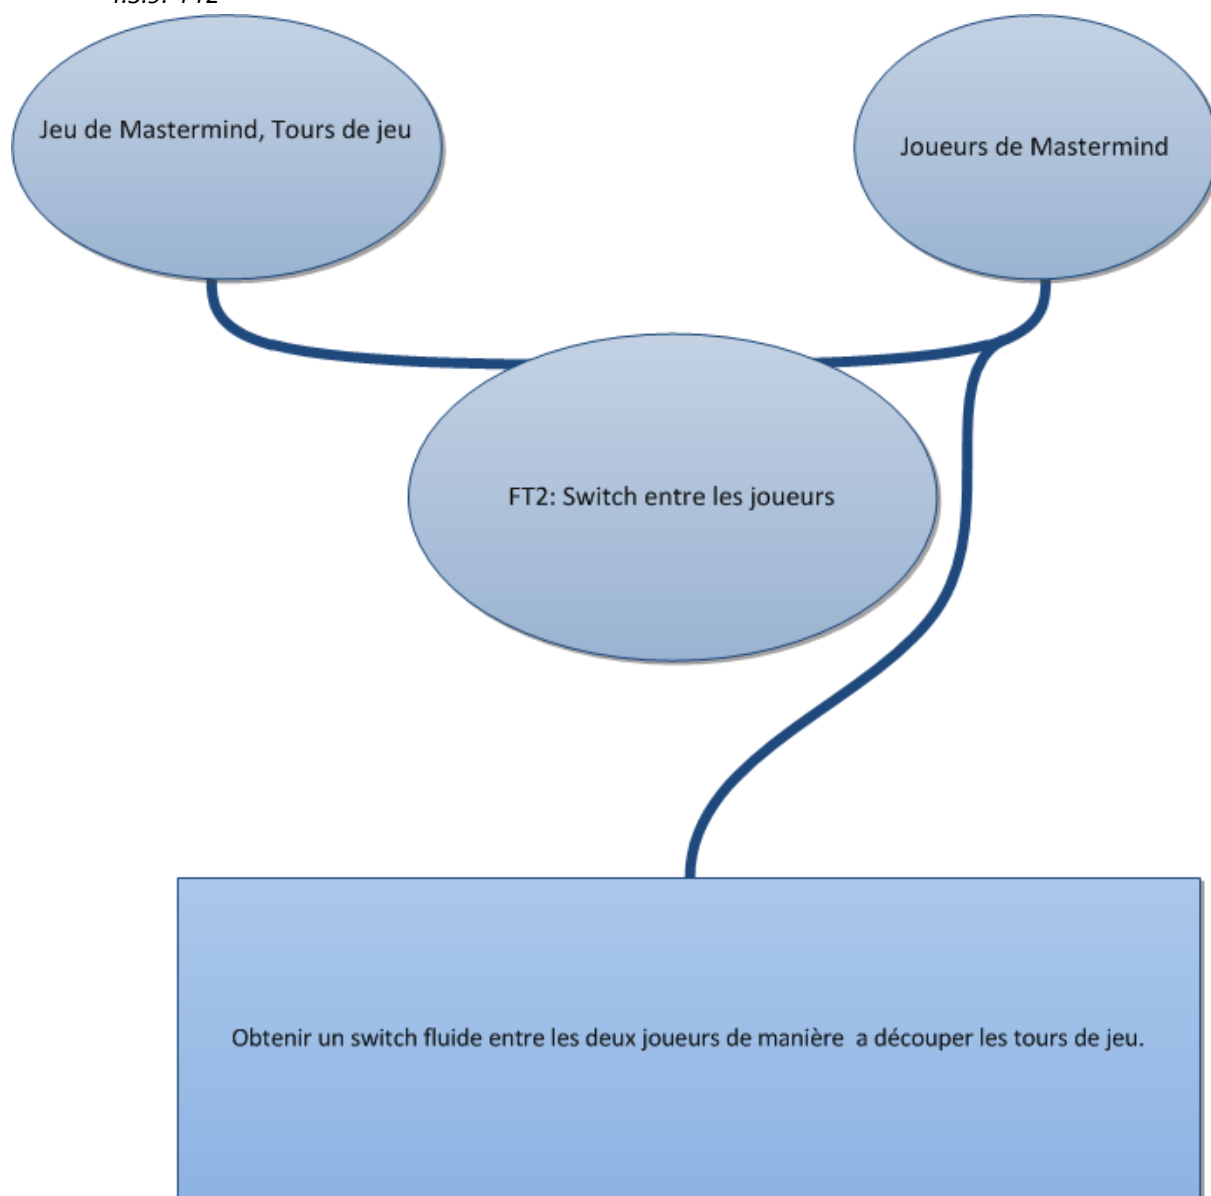 Jeu de Mastermind, Tours de jeu
Joueurs de Mastermind
FT2: Switch entre les joueurs
Obtenir un switch fluide entre les deux joueurs de manière  a découper les tours de jeu.